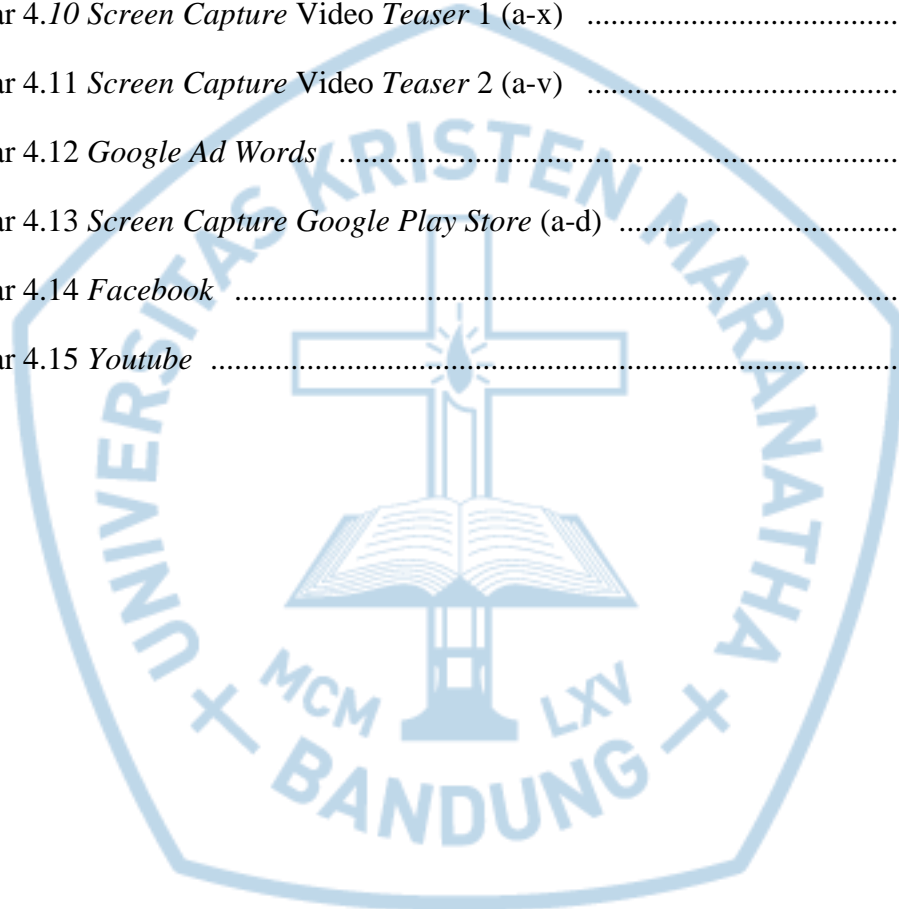 ar 4.10 Screen Capture Video Teaser 1 (a-x) ................................
ar 4.11 Screen Capture Video Teaser 2 (a-v) ................................
ar 4.12 Google Ad Words ................................
ar 4.13 Screen Capture Google Play Store (a-d) ................................
ar 4.14 Facebook ................................
ar 4.15 Youtube ................................
UNIVERSITAS KRISTEN MARANATHA
MCM LXV
BANDUNG